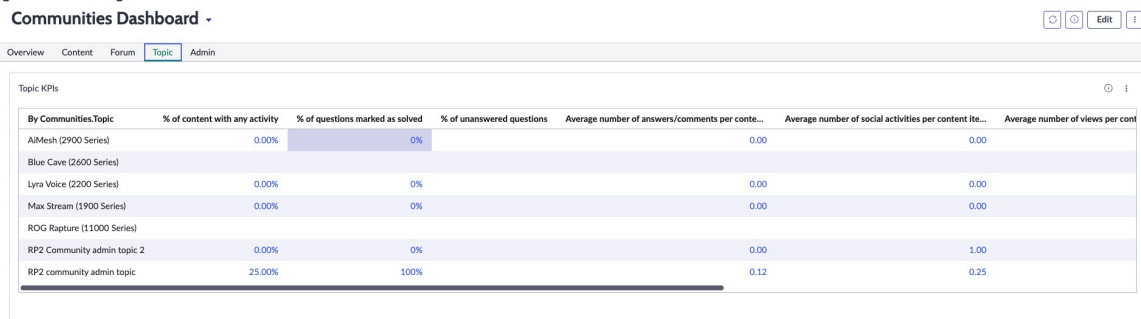 Communities Dashboard
Edit
Overview Content Forum Topic Admin
Topic KPIs
By Communities.Topic % of content with any activity % of questions marked as solved % of unanswered questions Average number of answers/comments per conte... Average number of social activities per content ite... Average number of views per cont
AiMesh (2900 Series) 0.00% 0% 0.00 0.00
Blue Cave (2600 Series)
Lyra Voice (2200 Series) 0.00% 0% 0.00 0.00
Max Stream (1900 Series) 0.00% 0% 0.00 0.00
ROG Rapture (11000 Series)
RP2 Community admin topic 2 0.00% 0% 0.00 1.00
RP2 community admin topic 25.00% 100% 0.12 0.25